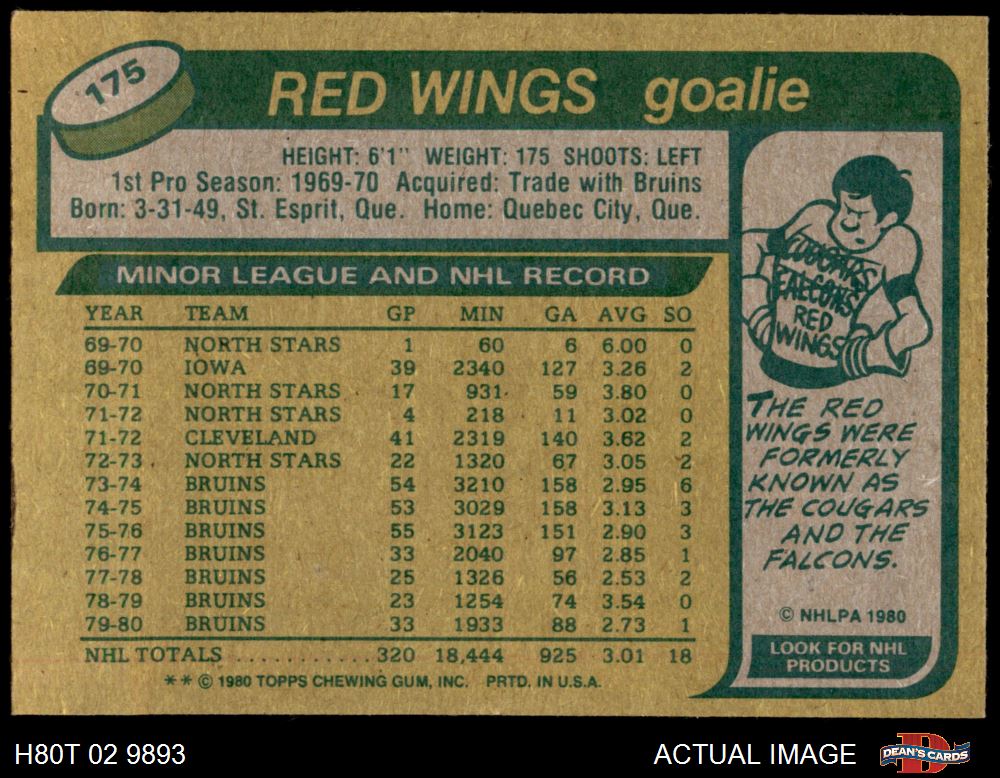 175
RED WINGS goalie
HEIGHT: 6'1" WEIGHT: 175 SHOOTS: LEFT
1st Pro Season: 1969-70 Acquired: Trade with Bruins
Born: 3-31-49, St. Esprit, Que. Home: Quebec City, Que.
MINOR LEAGUE AND NHL RECORD
YEAR TEAM GP MIN GA AVG SO
69-70 NORTH STARS 1 60 6 6.00 0
69-70 IOWA 39 2340 127 3.26 2
70-71 NORTH STARS 17 931 59 3.80 0
71-72 NORTH STARS 4 218 11 3.02 0
71-72 CLEVELAND 41 2319 140 3.62 2
72-73 NORTH STARS 22 1320 67 3.05 2
73-74 BRUINS 54 3210 158 2.95 6
74-75 BRUINS 53 3029 158 3.13 3
75-76 BRUINS 55 3123 151 2.90 3
76-77 BRUINS 33 2040 97 2.85 1
77-78 BRUINS 25 1326 56 2.53 2
78-79 BRUINS 23 1254 74 3.54 0
79-80 BRUINS 33 1933 88 2.73 1
NHL TOTALS . . . . . . . . . . . 320 18,444 925 3.01 18
** © 1980 TOPPS CHEWING GUM, INC. PRTD. IN U.S.A.
COUGARS
FALCONS
RED
WINGS
THE RED
WINGS WERE
FORMERLY
KNOWN AS
THE COUGARS
AND THE
FALCONS.
© NHLPA 1980
LOOK FOR NHL
PRODUCTS
H80T 02 9893
ACTUAL IMAGE
D
DEAN'S CARDS